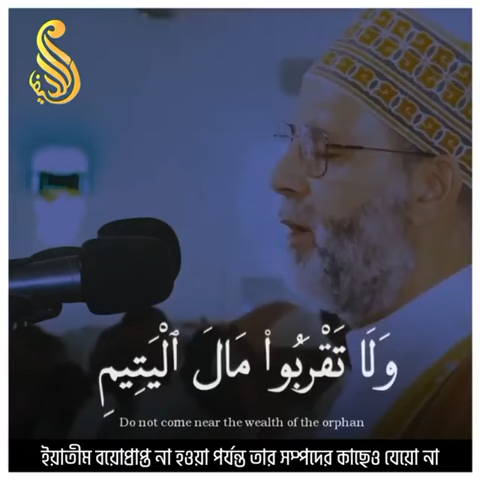 وَلَا تَقْرَبُوا۟ مَالَ ٱلْيَتِيمِ
Do not come near the wealth of the orphan
ইয়াতীম বয়োপ্রাপ্ত না হওয়া পর্যন্ত তার সম্পদের কাছেও যেয়ো না